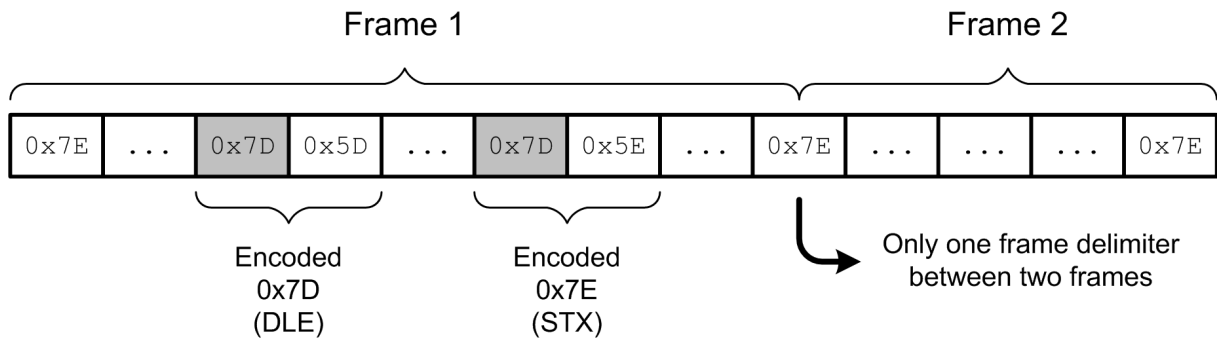 Frame 1 Frame 2
0x7E ... 0x7D 0x5D ... 0x7D 0x5E ... 0x7E ... ... ... 0x7E
Encoded
0x7D
(DLE)
Encoded
0x7E
(STX)
Only one frame delimiter
between two frames